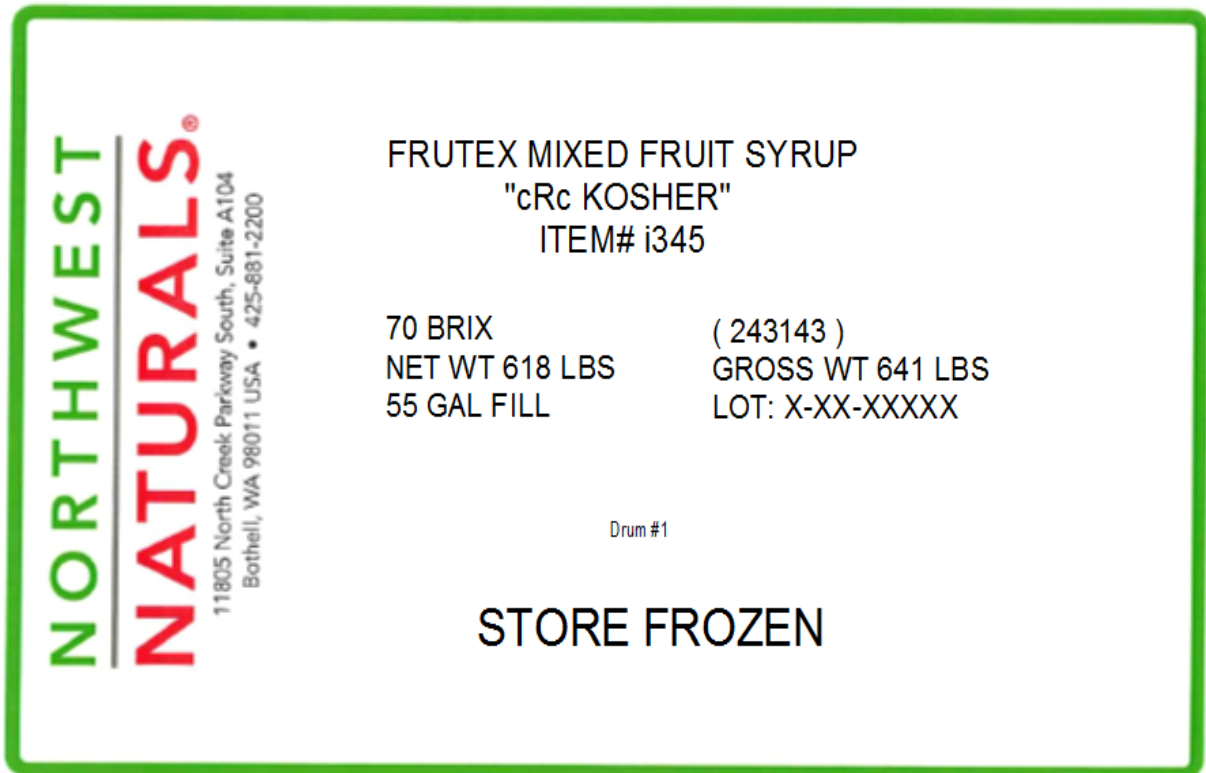 NORTHWEST
NATURALS®
11805 North Creek Parkway South, Suite A104
Bothell, WA 98011 USA • 425-881-2200
FRUTEX MIXED FRUIT SYRUP
"cRc KOSHER"
ITEM# i345
70 BRIX ( 243143 )
NET WT 618 LBS GROSS WT 641 LBS
55 GAL FILL LOT: X-XX-XXXXX
Drum #1
STORE FROZEN